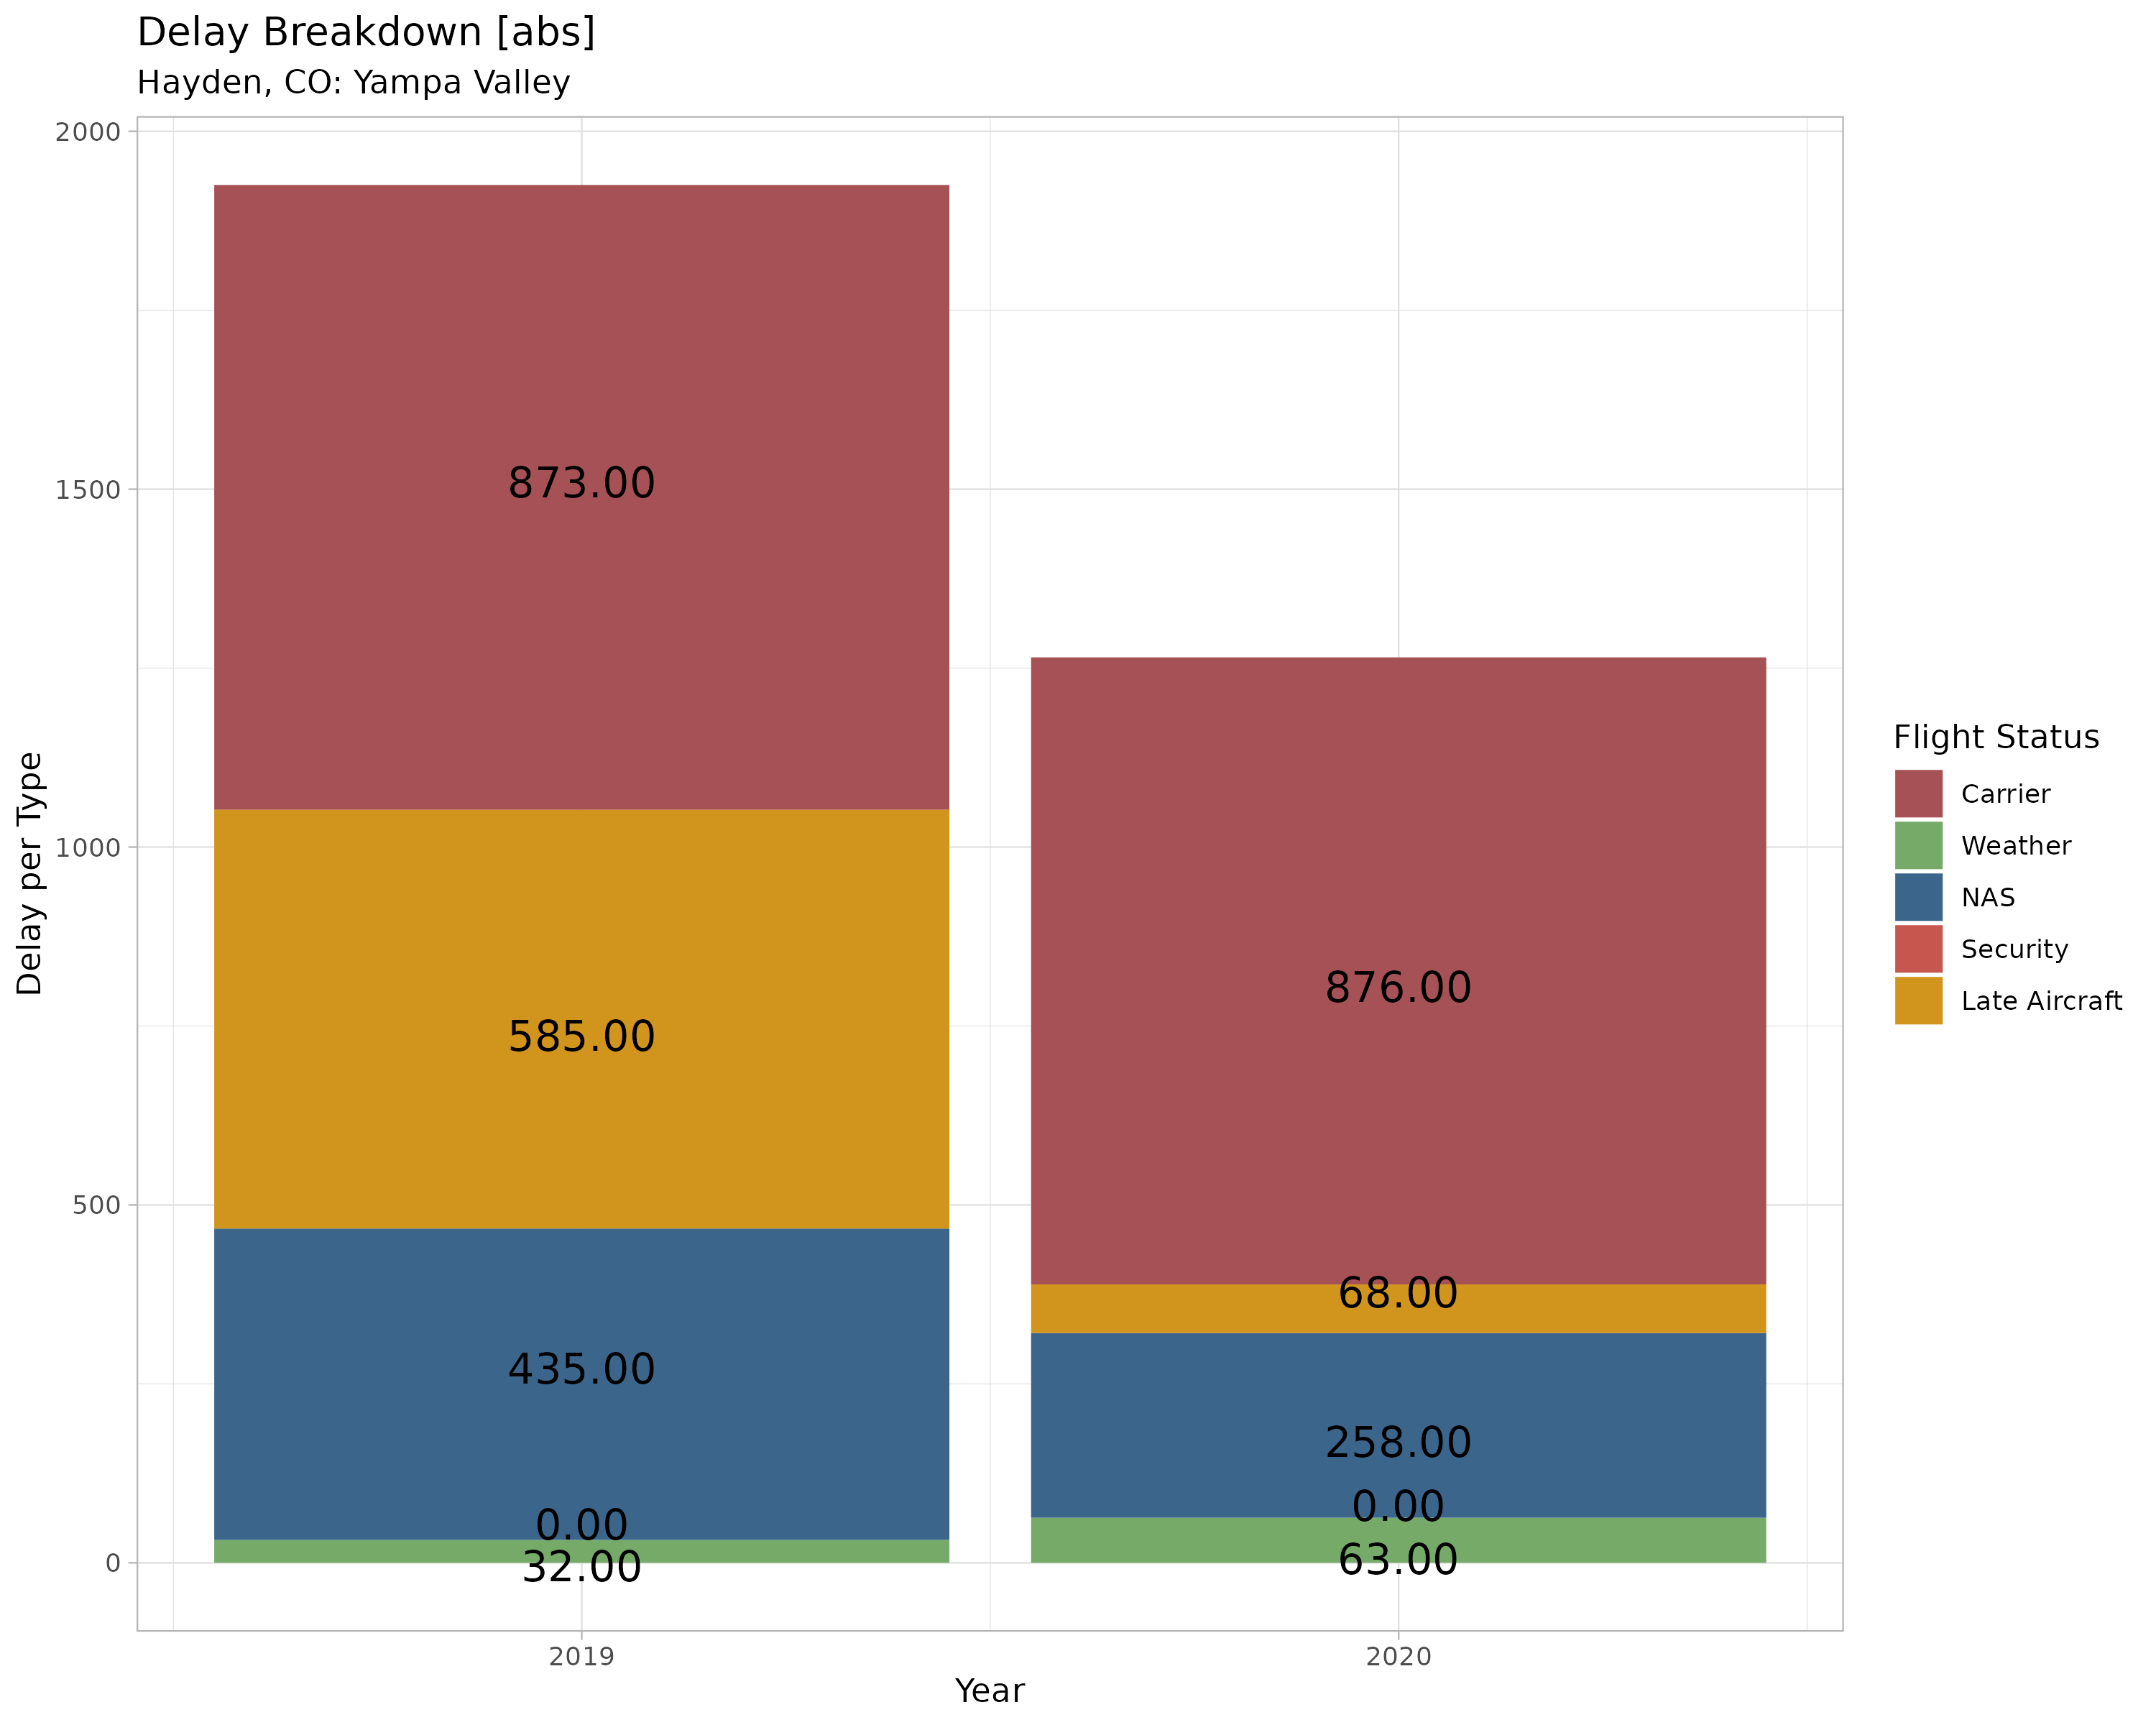 Delay Breakdown [abs]
Hayden, CO: Yampa Valley
Delay per Type
2000
1500
1000
500
0
873.00
585.00
435.00
0.00
32.00
876.00
68.00
258.00
0.00
63.00
2019
2020
Year
Flight Status
Carrier
Weather
NAS
Security
Late Aircraft